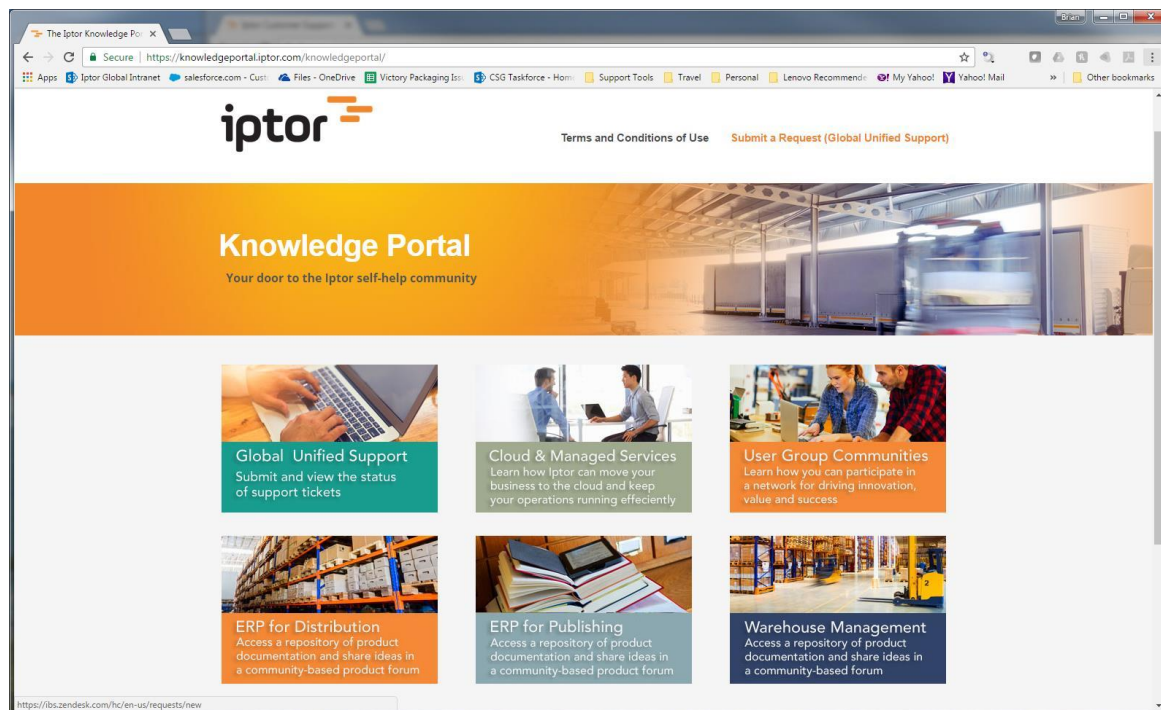 Brian
The Iptor Knowledge Por
Secure | https://knowledgeportal.iptor.com/knowledgeportal/
Apps Iptor Global Intranet salesforce.com - Cust Files - OneDrive Victory Packaging Iss CSG Taskforce - Hom Support Tools Travel Personal Lenovo Recommende My Yahoo! Yahoo! Mail » Other bookmarks
iptor
Terms and Conditions of Use Submit a Request (Global Unified Support)
Knowledge Portal
Your door to the Iptor self-help community
Global Unified Support
Submit and view the status
of support tickets
Cloud & Managed Services
Learn how Iptor can move your
business to the cloud and keep
your operations running effeciently
User Group Communities
Learn how you can participate in
a network for driving innovation,
value and success
ERP for Distribution
Access a repository of product
documentation and share ideas in
a community-based product forum
ERP for Publishing
Access a repository of product
documentation and share ideas in
a community-based product forum
2
Warehouse Management
Access a repository of product
documentation and share ideas in
a community-based forum
https://ibs.zendesk.com/hc/en-us/requests/new